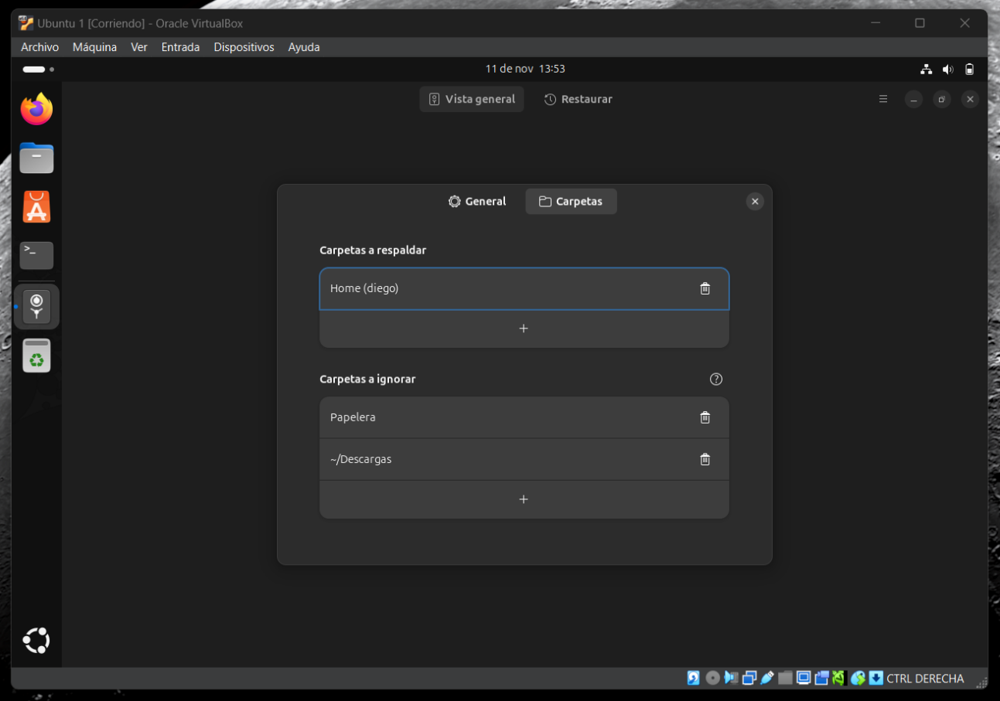 Ubuntu 1 [Corriendo] - Oracle VirtualBox
Archivo Máquina Ver Entrada Dispositivos Ayuda
11 de nov 13:53
Vista general Restaurar
General Carpetas
Carpetas a respaldar
Home (diego)
Carpetas a ignorar
Papelera
~/Descargas
CTRL DERECHA